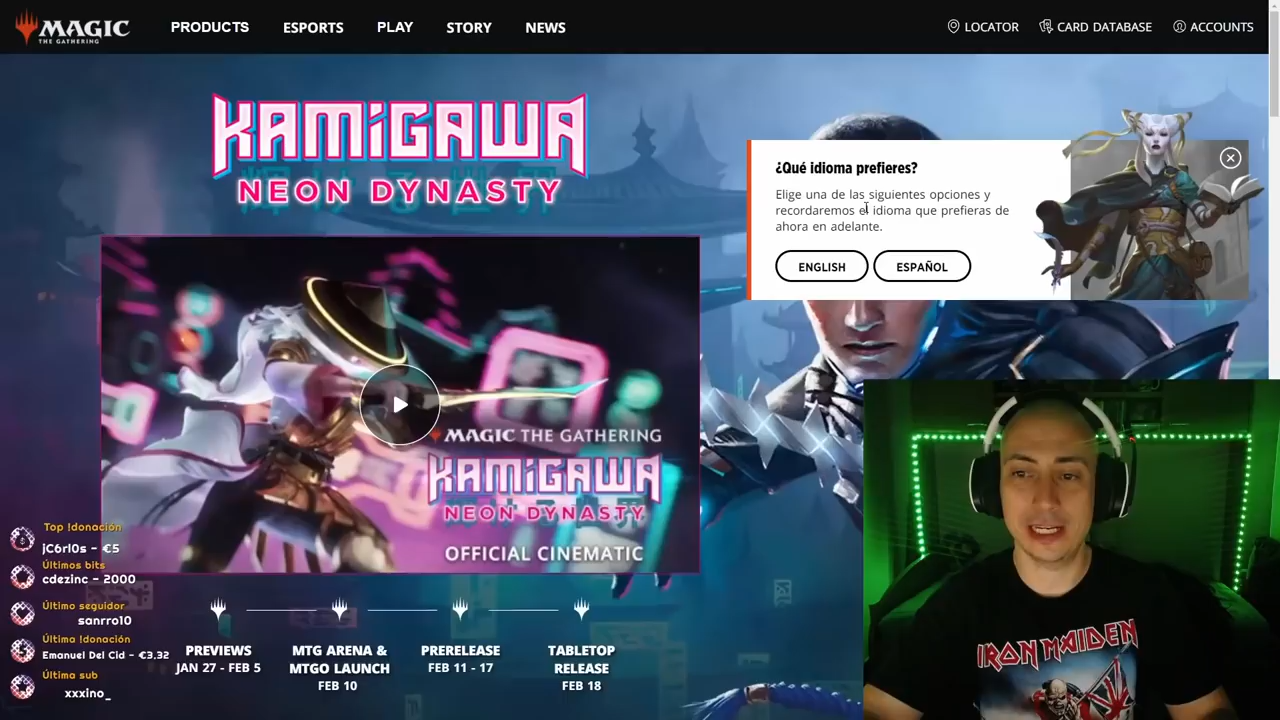 MAGIC
THE GATHERING
PRODUCTS
ESPORTS
PLAY
STORY
NEWS
LOCATOR
CARD DATABASE
ACCOUNTS
KAMIGAWA
NEON DYNASTY
¿Qué idioma prefieres?
Elige una de las siguientes opciones y
recordaremos el idioma que prefieras de
ahora en adelante.
ENGLISH
ESPAÑOL
MAGIC THE GATHERING
KAMIGAWA
NEON DYNASTY
OFFICIAL CINEMATIC
Top !donación
jC6rl0s - €5
Últimos bits
cdezinc - 2000
Último seguidor
sanrro10
Última !donación
Emanuel Del Cid - €3.32
Última sub
xxxino_
PREVIEWS
JAN 27 - FEB 5
MTG ARENA &
MTGO LAUNCH
FEB 10
PRERELEASE
FEB 11 - 17
TABLETOP
RELEASE
FEB 18
IRON MAIDEN